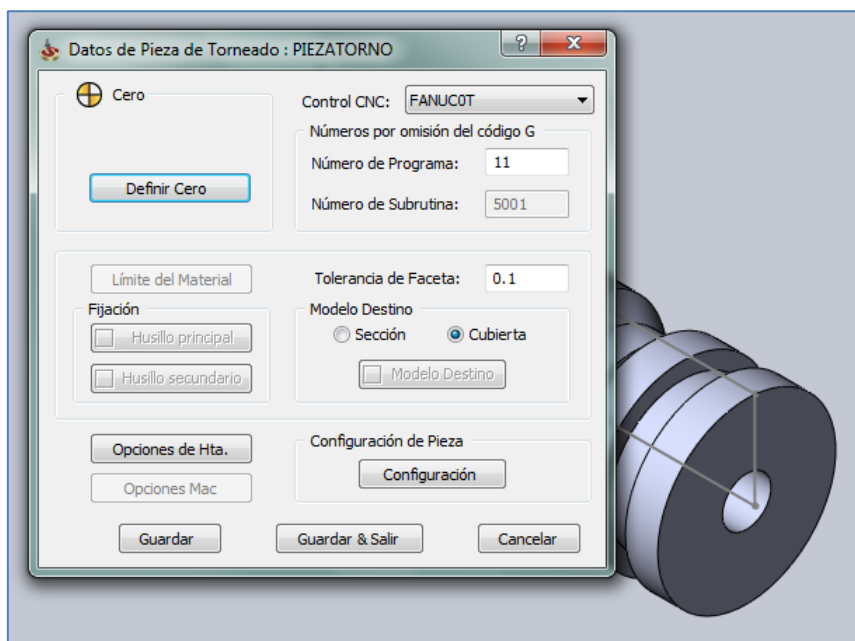 Datos de Pieza de Torneado : PIEZATORNO
Cero
Control CNC: FANUC0T
Números por omisión del código G
Número de Programa: 11
Definir Cero
Número de Subrutina: 5001
Límite del Material
Tolerancia de Faceta: 0.1
Fijación
Modelo Destino
Husillo principal
Sección
Cubierta
Husillo secundario
Modelo Destino
Opciones de Hta.
Configuración de Pieza
Configuración
Opciones Mac
Guardar
Guardar & Salir
Cancelar